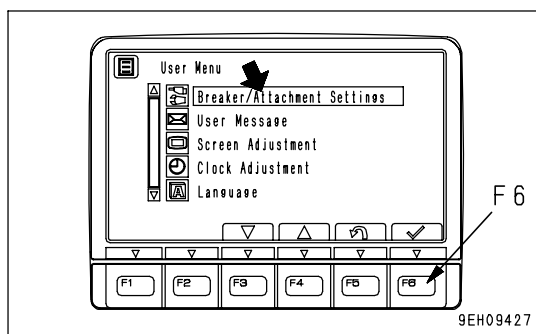 User Menu
Breaker/Attachment Settings
User Message
Screen Adjustment
Clock Adjustment
A Language
F6
F1 F2 F3 F4 F5 F6
9EH09427